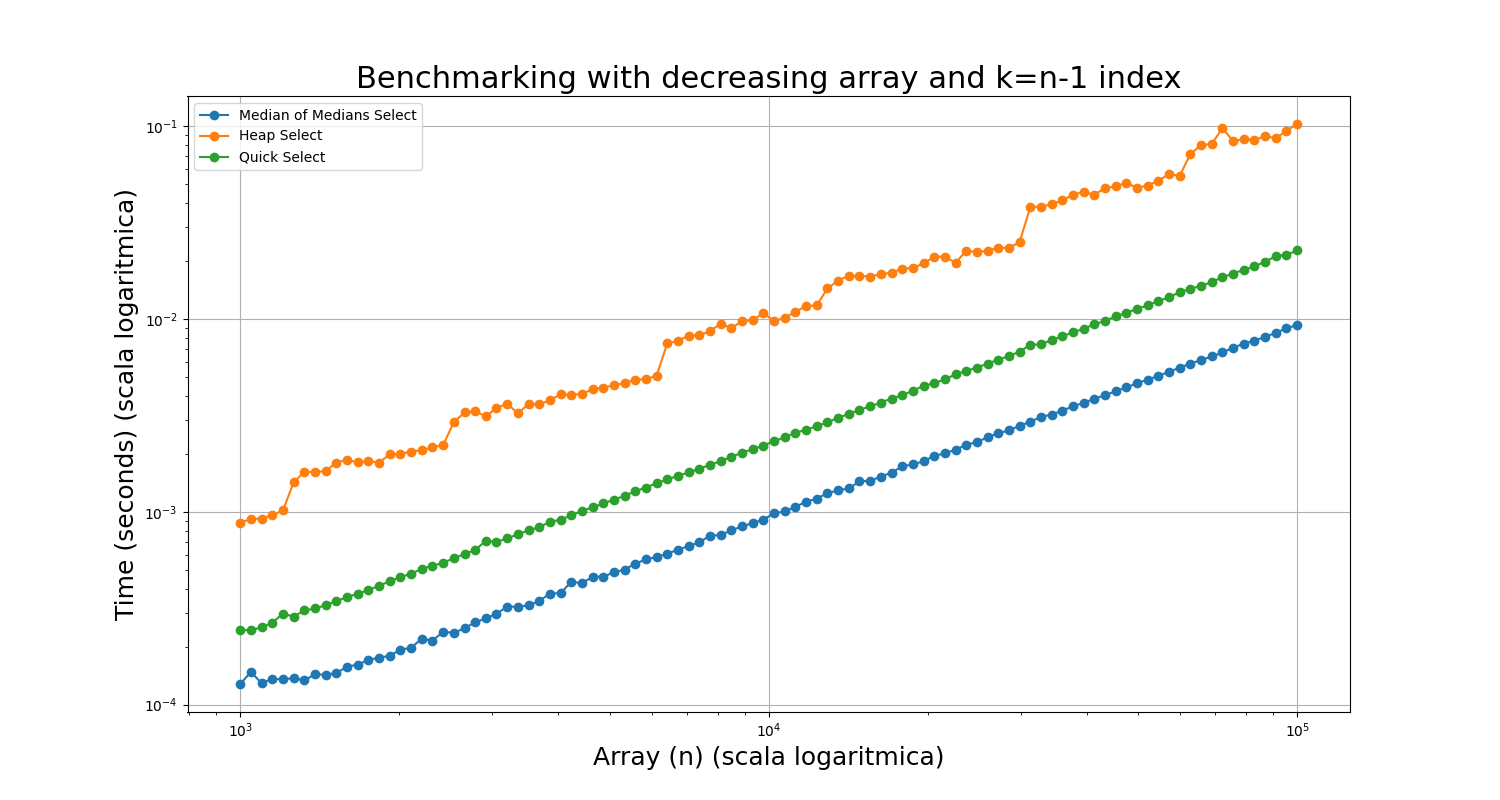 Benchmarking with decreasing array and k=n-1 index
Median of Medians Select
Heap Select
Quick Select
Time (seconds) (scala logaritmica)
10⁻¹
10⁻²
10⁻³
10⁻⁴
10³
10⁴
10⁵
Array (n) (scala logaritmica)